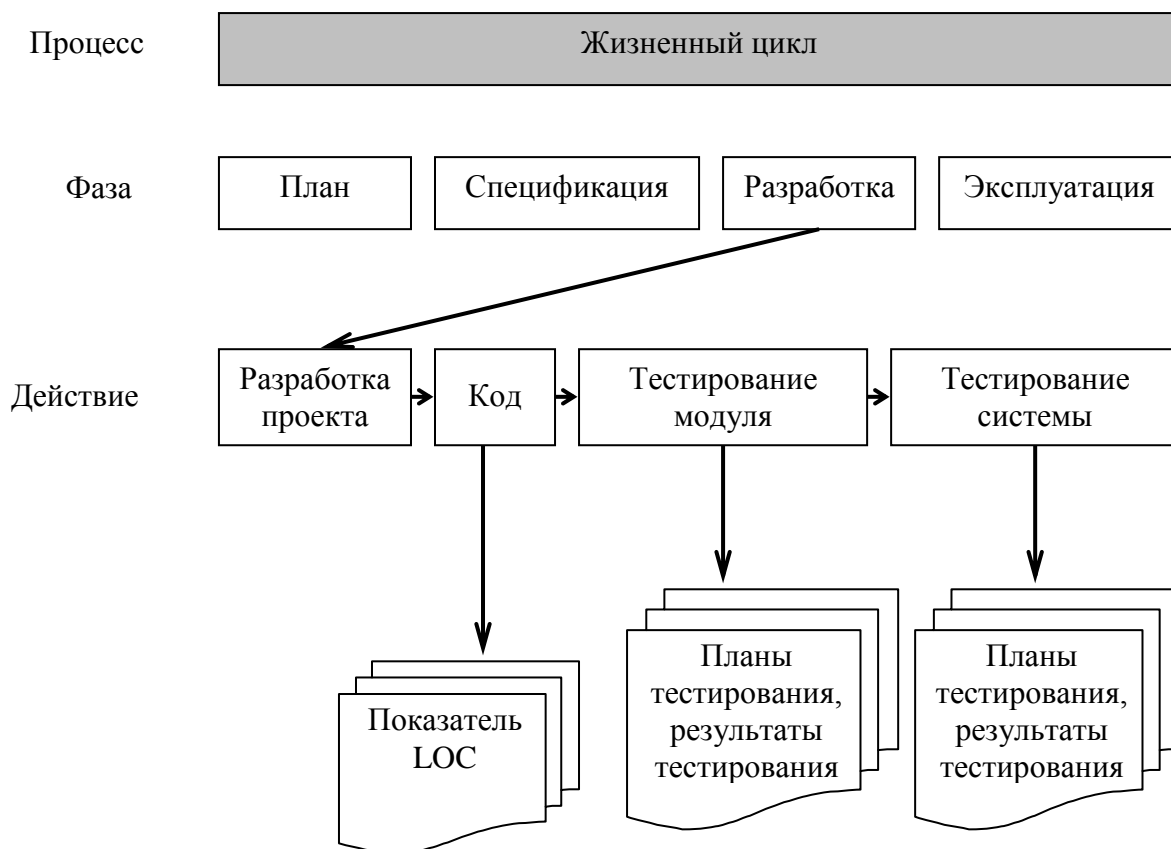 Процесс
Жизненный цикл
Фаза
План
Спецификация
Разработка
Эксплуатация
Действие
Разработка
проекта
Код
Тестирование
модуля
Тестирование
системы
Показатель
LOC
Планы
тестирования,
результаты
тестирования
Планы
тестирования,
результаты
тестирования